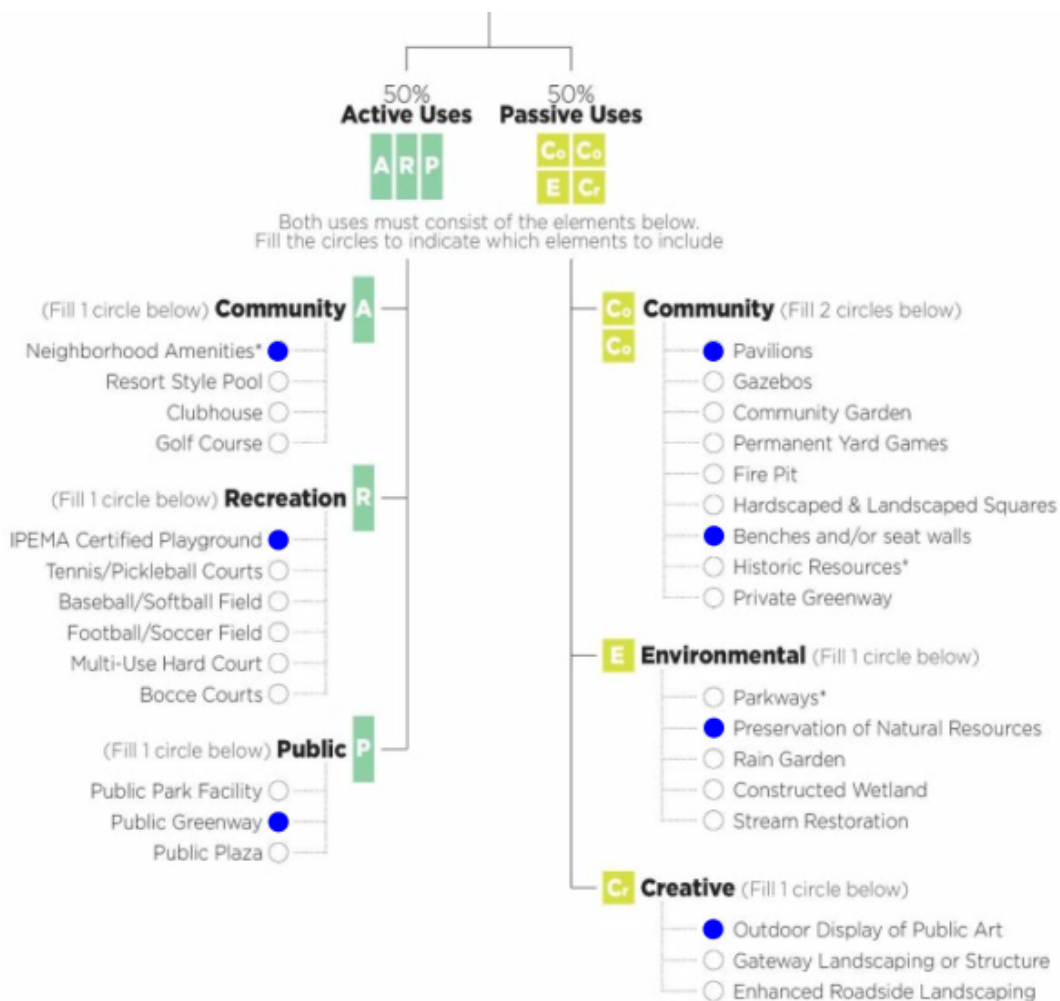 50%
Active Uses
A R P
50%
Passive Uses
Co Co
E Cr
Both uses must consist of the elements below.
Fill the circles to indicate which elements to include
(Fill 1 circle below) Community A
Neighborhood Amenities*
Resort Style Pool
Clubhouse
Golf Course
(Fill 1 circle below) Recreation R
IPEMA Certified Playground
Tennis/Pickleball Courts
Baseball/Softball Field
Football/Soccer Field
Multi-Use Hard Court
Bocce Courts
(Fill 1 circle below) Public P
Public Park Facility
Public Greenway
Public Plaza
Co Community (Fill 2 circles below)
Co
Pavilions
Gazebos
Community Garden
Permanent Yard Games
Fire Pit
Hardscaped & Landscaped Squares
Benches and/or seat walls
Historic Resources*
Private Greenway
E Environmental (Fill 1 circle below)
Parkways*
Preservation of Natural Resources
Rain Garden
Constructed Wetland
Stream Restoration
Cr Creative (Fill 1 circle below)
Outdoor Display of Public Art
Gateway Landscaping or Structure
Enhanced Roadside Landscaping